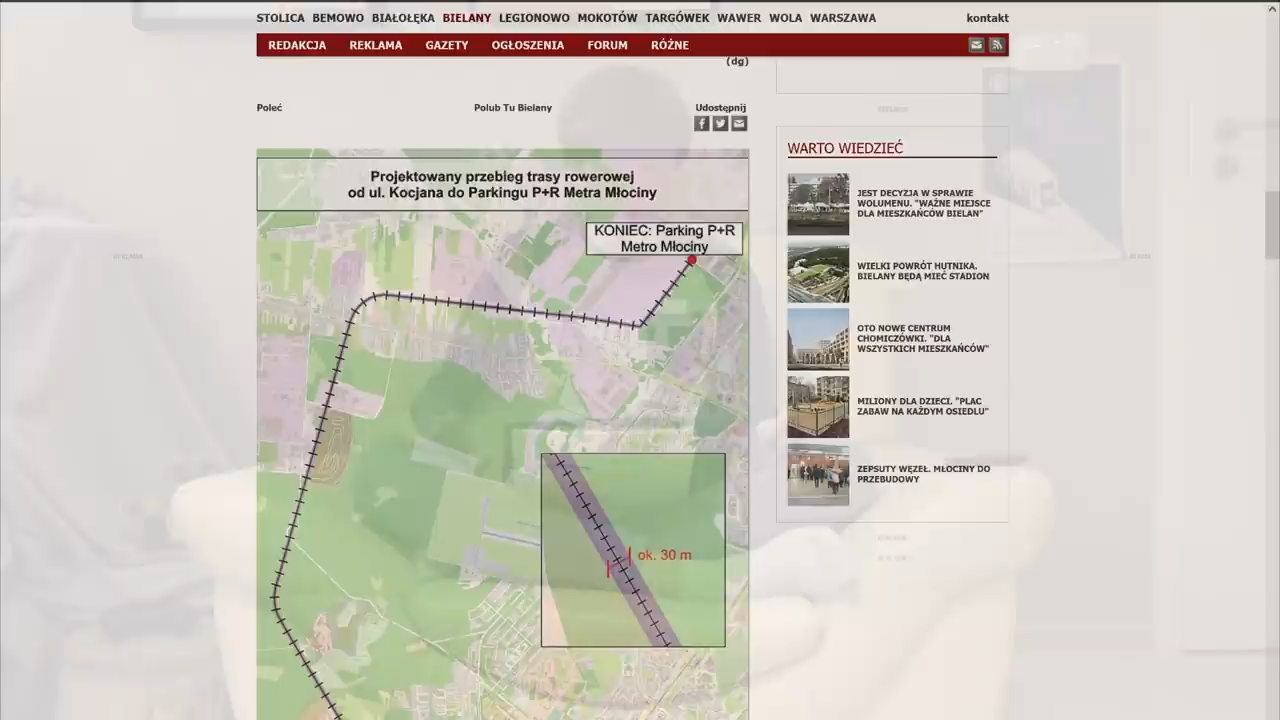 STOLICA BEMOWO BIAŁOŁĘKA BIELANY LEGIONOWO MOKOTÓW TARGÓWEK WAWER WOLA WARSZAWA kontakt
REDAKCJA REKLAMA GAZETY OGŁOSZENIA FORUM RÓŻNE
(dg)
Poleć Polub Tu Bielany Udostępnij
Projektowany przebieg trasy rowerowej
od ul. Kocjana do Parkingu P+R Metra Młociny
KONIEC: Parking P+R
Metro Młociny
ok. 30 m
WARTO WIEDZIEĆ
JEST DECYZJA W SPRAWIE
WOLUMENU. "WAŻNE MIEJSCE
DLA MIESZKAŃCÓW BIELAN"
WIELKI POWRÓT HUTNIKA.
BIELANY BĘDĄ MIEĆ STADION
OTO NOWE CENTRUM
CHOMICZÓWKI. "DLA
WSZYSTKICH MIESZKAŃCÓW"
MILIONY DLA DZIECI. "PLAC
ZABAW NA KAŻDYM OSIEDLU"
ZEPSUTY WĘZEŁ. MŁOCINY DO
PRZEBUDOWY